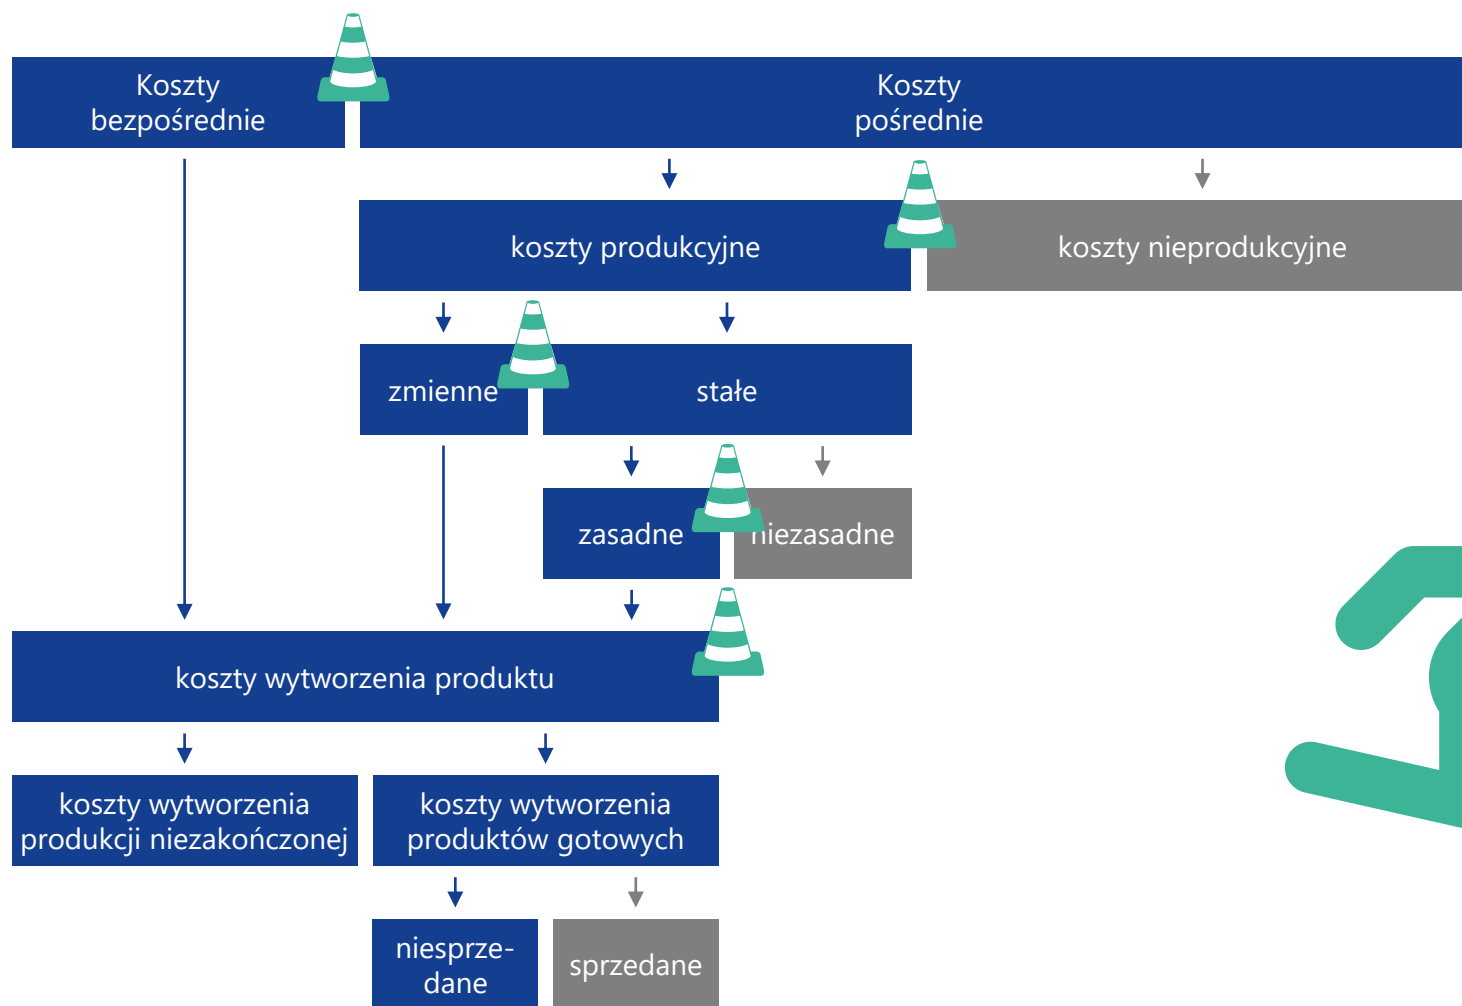 Koszty
bezpośrednie
Koszty
pośrednie
koszty produkcyjne
koszty nieprodukcyjne
zmienne
stałe
zasadne
niezasadne
koszty wytworzenia produktu
koszty wytworzenia
produkcji niezakończonej
koszty wytworzenia
produktów gotowych
niesprze-
dane
sprzedane